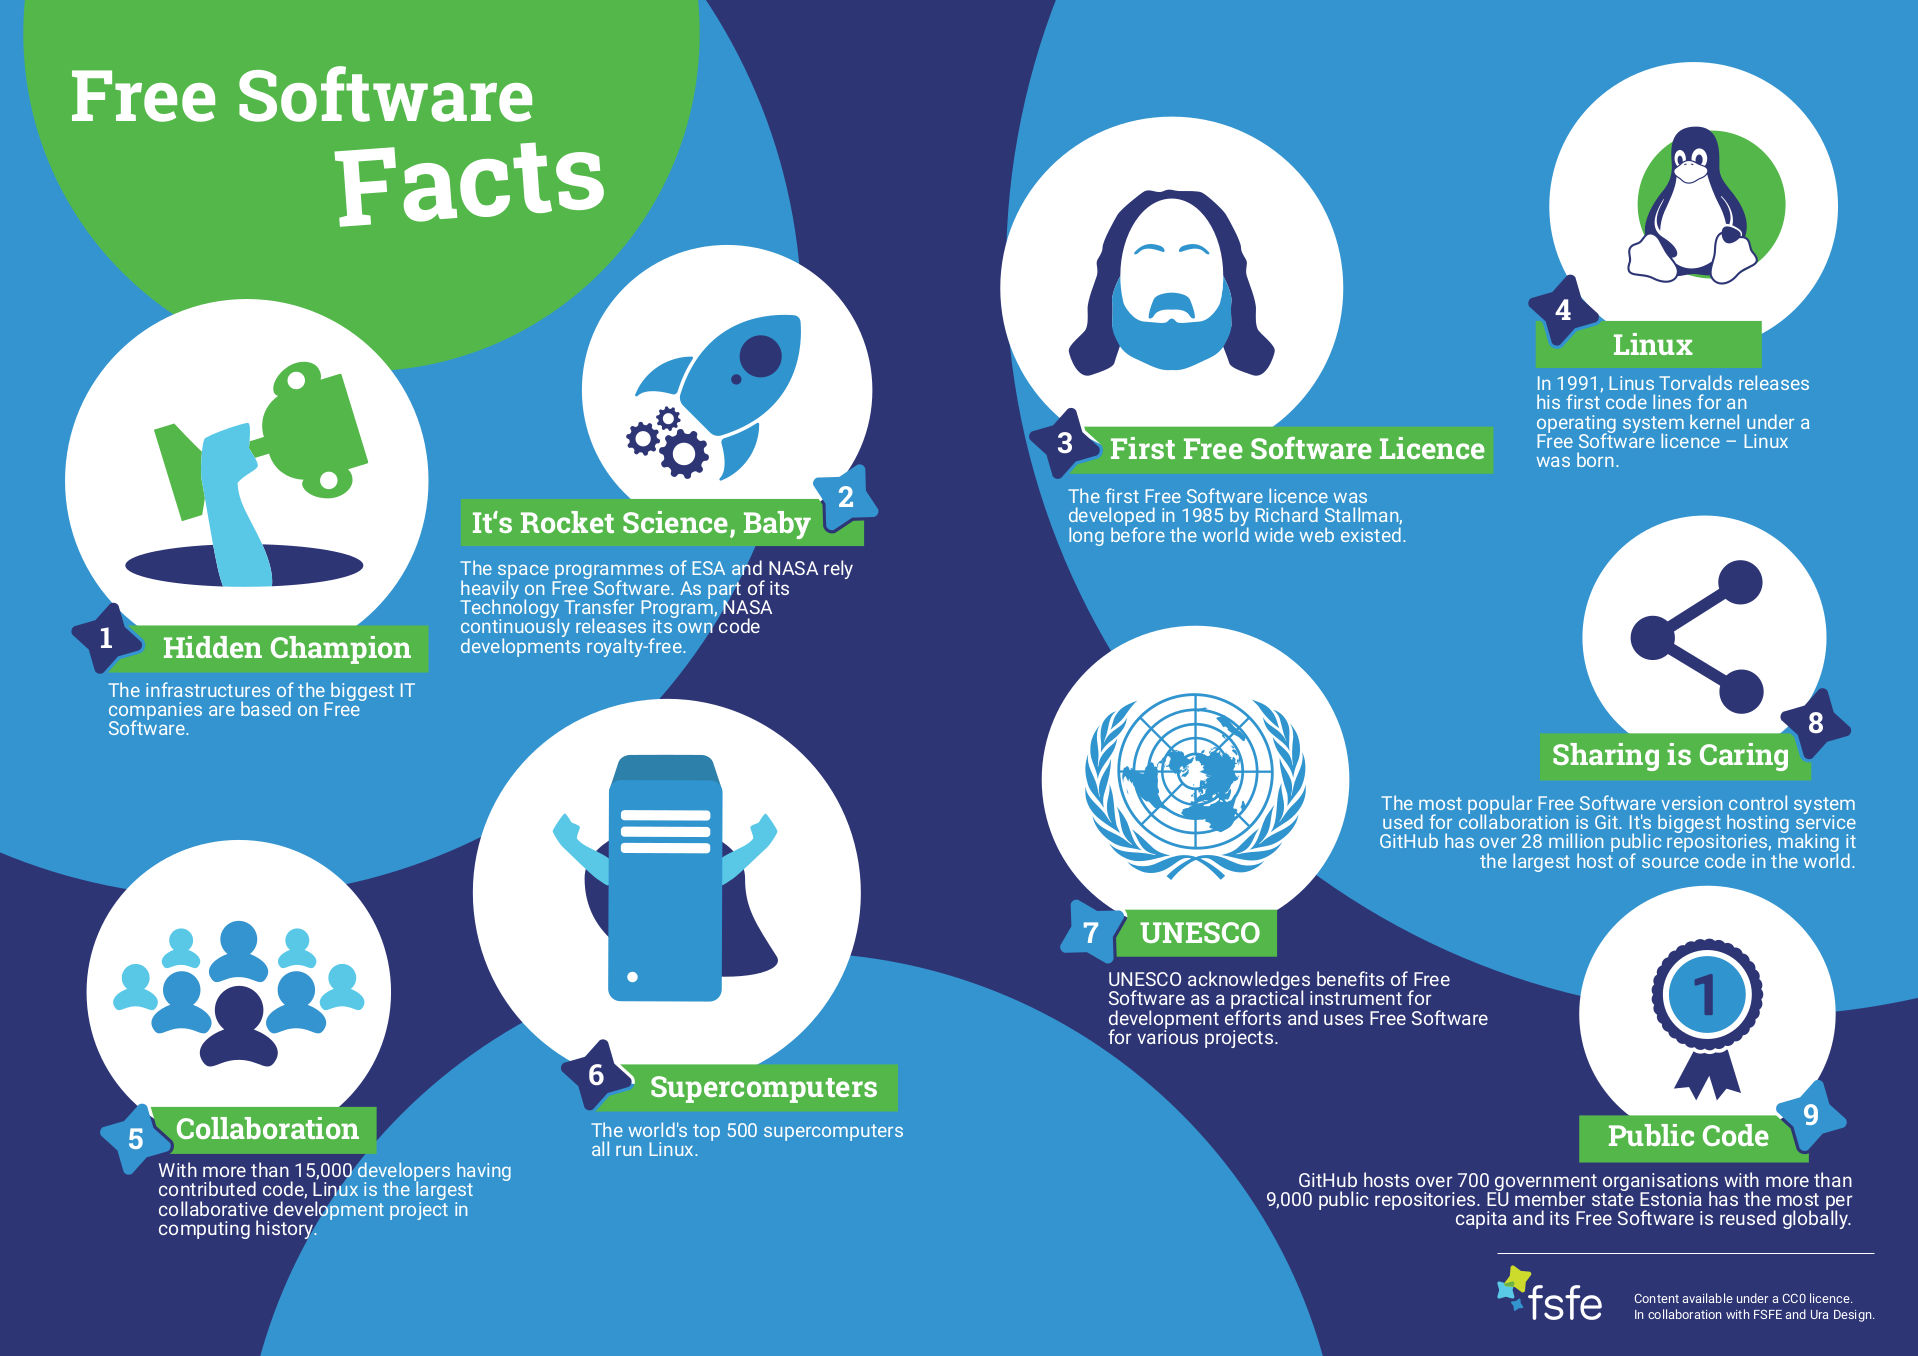 Free Software
Facts
1
Hidden Champion
The infrastructures of the biggest IT
companies are based on Free
Software.
2
It‘s Rocket Science, Baby
The space programmes of ESA and NASA rely
heavily on Free Software. As part of its
Technology Transfer Program, NASA
continuously releases its own code
developments royalty-free.
3
First Free Software Licence
The first Free Software licence was
developed in 1985 by Richard Stallman,
long before the world wide web existed.
4
Linux
In 1991, Linus Torvalds releases
his first code lines for an
operating system kernel under a
Free Software licence – Linux
was born.
5
Collaboration
With more than 15,000 developers having
contributed code, Linux is the largest
collaborative development project in
computing history.
6
Supercomputers
The world's top 500 supercomputers
all run Linux.
7
UNESCO
UNESCO acknowledges benefits of Free
Software as a practical instrument for
development efforts and uses Free Software
for various projects.
8
Sharing is Caring
The most popular Free Software version control system
used for collaboration is Git. It's biggest hosting service
GitHub has over 28 million public repositories, making it
the largest host of source code in the world.
1
9
Public Code
GitHub hosts over 700 government organisations with more than
9,000 public repositories. EU member state Estonia has the most per
capita and its Free Software is reused globally.
fsfe
Content available under a CC0 licence.
In collaboration with FSFE and Ura Design.